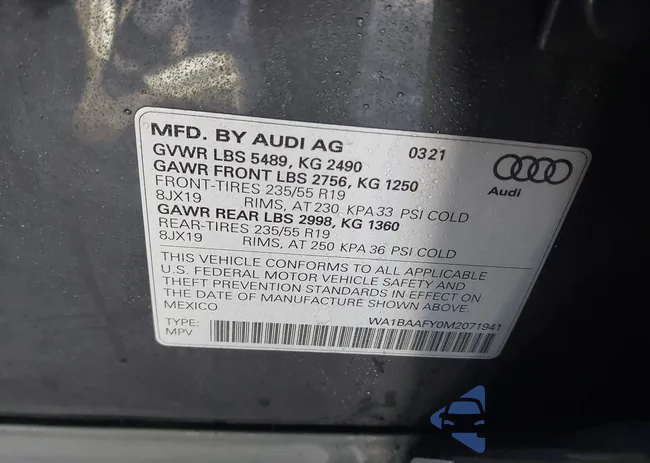 MFD. BY AUDI AG 0321
GVWR LBS 5489, KG 2490
GAWR FRONT LBS 2756, KG 1250
FRONT-TIRES 235/55 R19
8JX19 RIMS, AT 230 KPA 33 PSI COLD
GAWR REAR LBS 2998, KG 1360
REAR-TIRES 235/55 R19
8JX19 RIMS, AT 250 KPA 36 PSI COLD
Audi
THIS VEHICLE CONFORMS TO ALL APPLICABLE
U.S. FEDERAL MOTOR VEHICLE SAFETY AND
THEFT PREVENTION STANDARDS IN EFFECT ON
THE DATE OF MANUFACTURE SHOWN ABOVE.
MEXICO
WA1BAAFY0M2071941
TYPE:
MPV